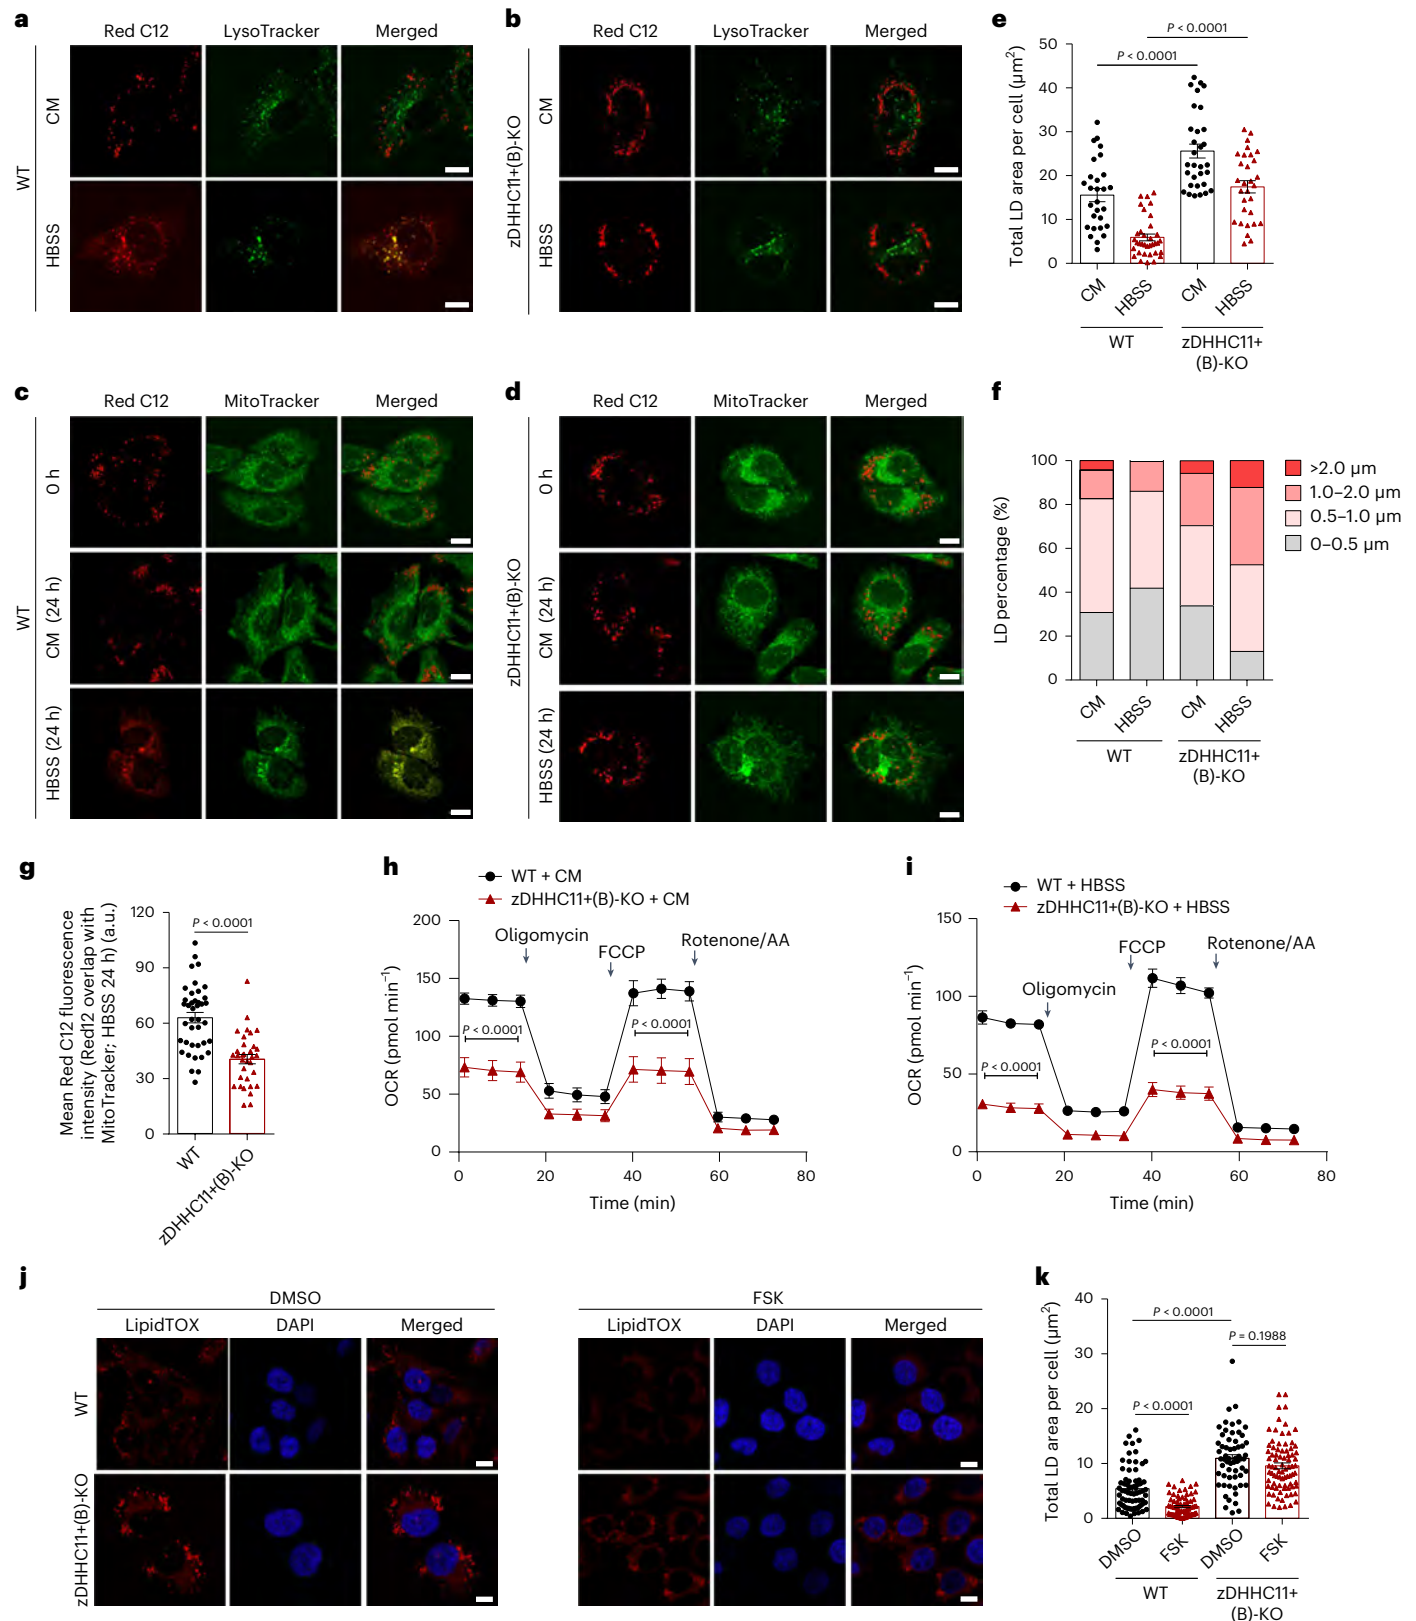 a
Red C12
LysoTracker
Merged
WT
CM
HBSS
b
Red C12
LysoTracker
Merged
zDHHC11+(B)-KO
CM
HBSS
e
Total LD area per cell (µm²)
50
40
30
20
10
0
P < 0.0001
P < 0.0001
CM
HBSS
CM
HBSS
WT
zDHHC11+
(B)-KO
c
Red C12
MitoTracker
Merged
WT
0 h
CM (24 h)
HBSS (24 h)
d
Red C12
MitoTracker
Merged
zDHHC11+(B)-KO
0 h
CM (24 h)
HBSS (24 h)
f
LD percentage (%)
100
80
60
40
20
0
>2.0 µm
1.0–2.0 µm
0.5–1.0 µm
0–0.5 µm
CM
HBSS
CM
HBSS
WT
zDHHC11+
(B)-KO
g
Mean Red C12 fluorescence
intensity (Red12 overlap with
MitoTracker; HBSS 24 h) (a.u.)
120
90
60
30
0
P < 0.0001
WT
zDHHC11+(B)-KO
h
WT + CM
zDHHC11+(B)-KO + CM
OCR (pmol min⁻¹)
200
150
100
50
0
Oligomycin
FCCP
Rotenone/AA
P < 0.0001
P < 0.0001
0
20
40
60
80
Time (min)
i
WT + HBSS
zDHHC11+(B)-KO + HBSS
OCR (pmol min⁻¹)
150
100
50
0
Oligomycin
FCCP
Rotenone/AA
P < 0.0001
P < 0.0001
0
20
40
60
80
Time (min)
j
DMSO
LipidTOX
DAPI
Merged
FSK
LipidTOX
DAPI
Merged
WT
zDHHC11+(B)-KO
k
Total LD area per cell (µm²)
40
30
20
10
0
P < 0.0001
P = 0.1988
P < 0.0001
DMSO
FSK
DMSO
FSK
WT
zDHHC11+
(B)-KO